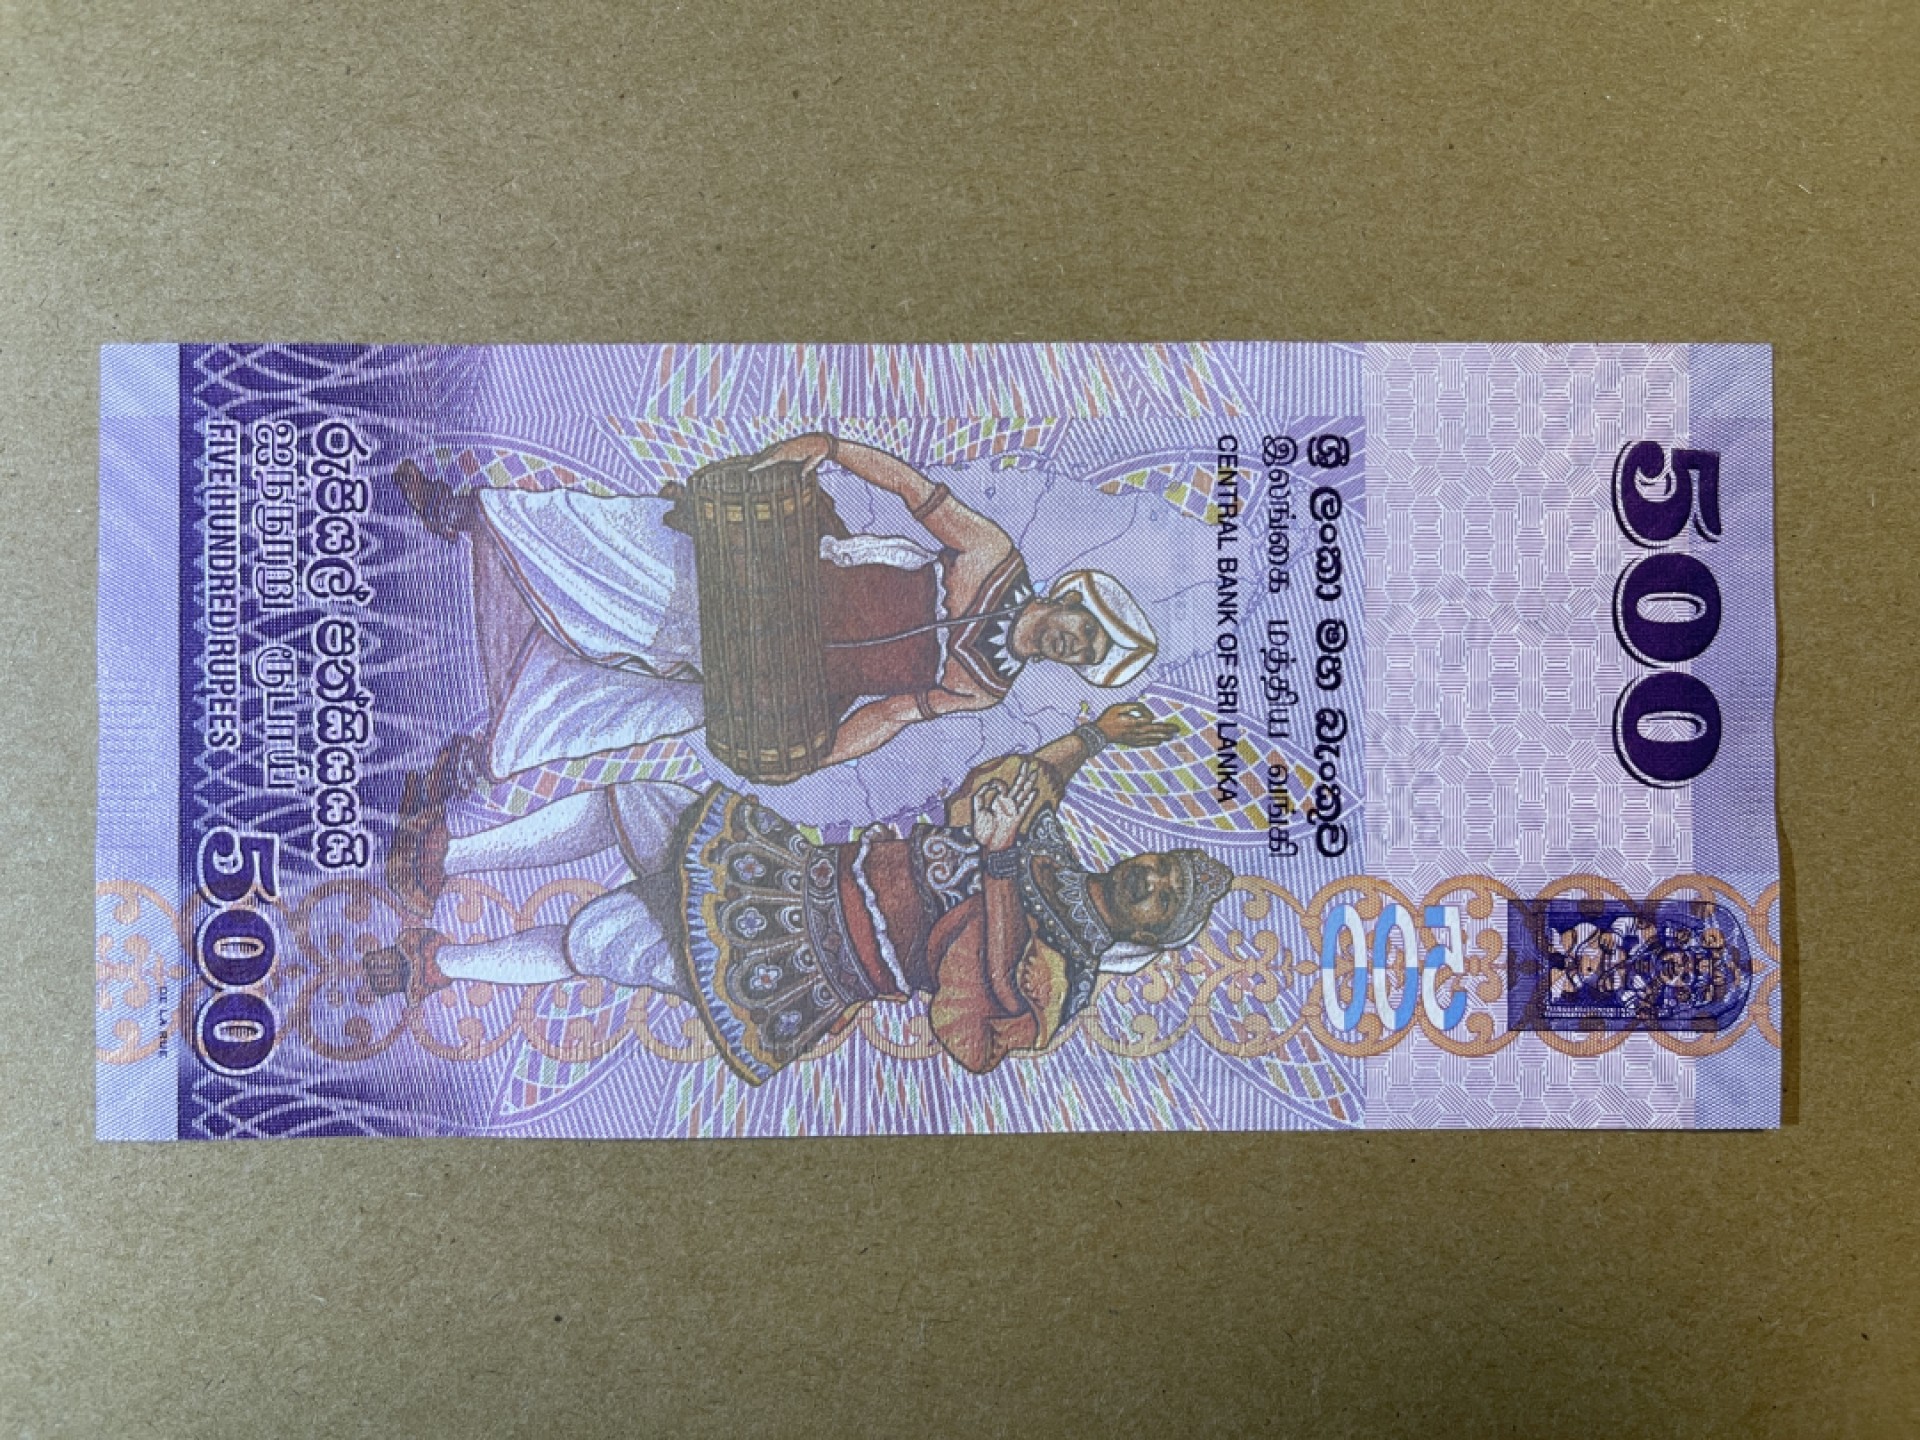 500
ශ්‍රී ලංකා මහ බැංකුව
இலங்கை மத்திய வங்கி
CENTRAL BANK OF SRI LANKA
500
රුපියල් පන්සියයයි
ஐந்நூறு ரூபாய்
FIVE HUNDRED RUPEES
500
DE LA RUE